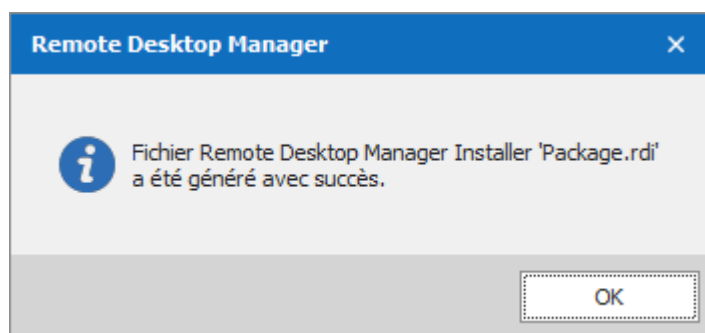 Remote Desktop Manager
Fichier Remote Desktop Manager Installer 'Package.rdi'
a été généré avec succès.
OK